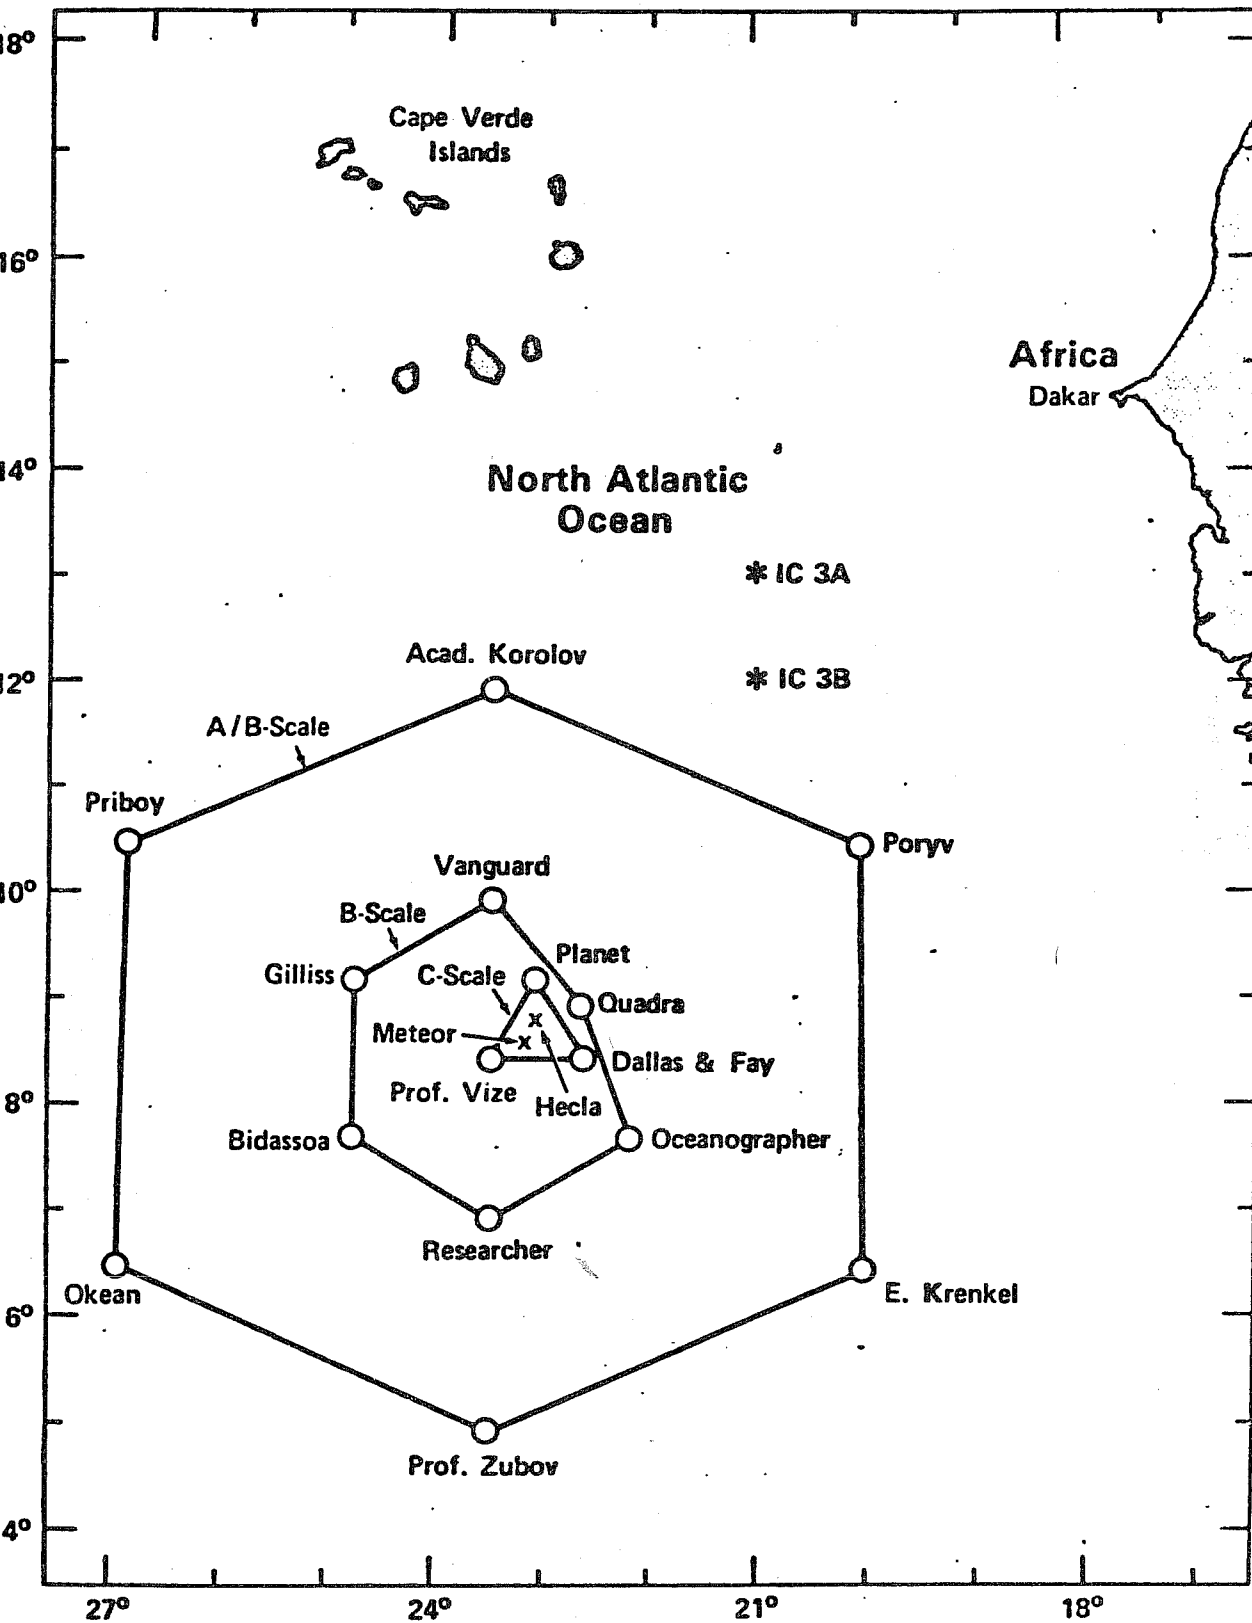 18°
Cape Verde
Islands
16°
Africa
Dakar
14°
North Atlantic
Ocean
* IC 3A
Acad. Korolov
12°
* IC 3B
A/B-Scale
Priboy
Poryv
Vanguard
10°
B-Scale
Planet
Gilliss
C-Scale
Quadra
Meteor
x
x
Dallas & Fay
Prof. Vize
Hecla
8°
Bidassoa
Oceanographer
Researcher
Okean
E. Krenkel
6°
Prof. Zubov
4°
27°
24°
21°
18°